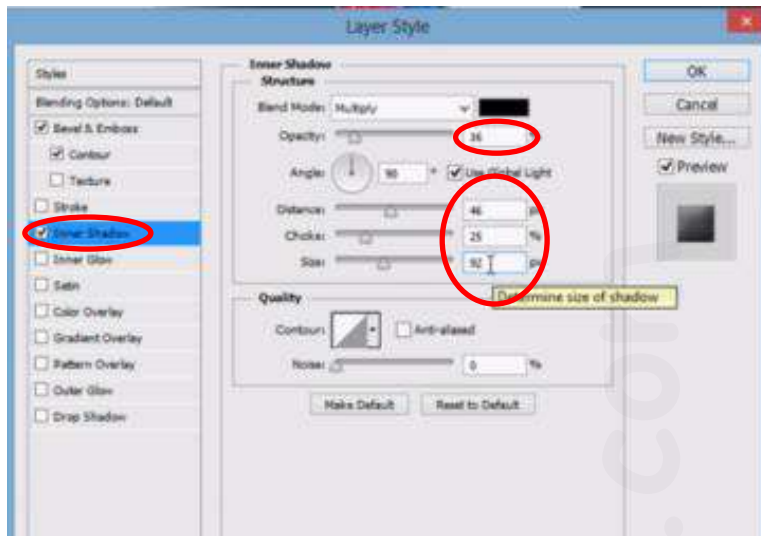 Layer Style
Styles
Blending Options: Default
Bevel & Emboss
Contour
Texture
Stroke
Inner Shadow
Inner Glow
Satin
Color Overlay
Gradient Overlay
Pattern Overlay
Outer Glow
Drop Shadow
Inner Shadow
Structure
Blend Mode: Multiply
Opacity: 36 %
Angle: 90 ° Use Global Light
Distance: 46 px
Choke: 25 %
Size: 92 px
Determine size of shadow
Quality
Contour: Anti-aliased
Noise: 0 %
Make Default Reset to Default
OK
Cancel
New Style...
Preview